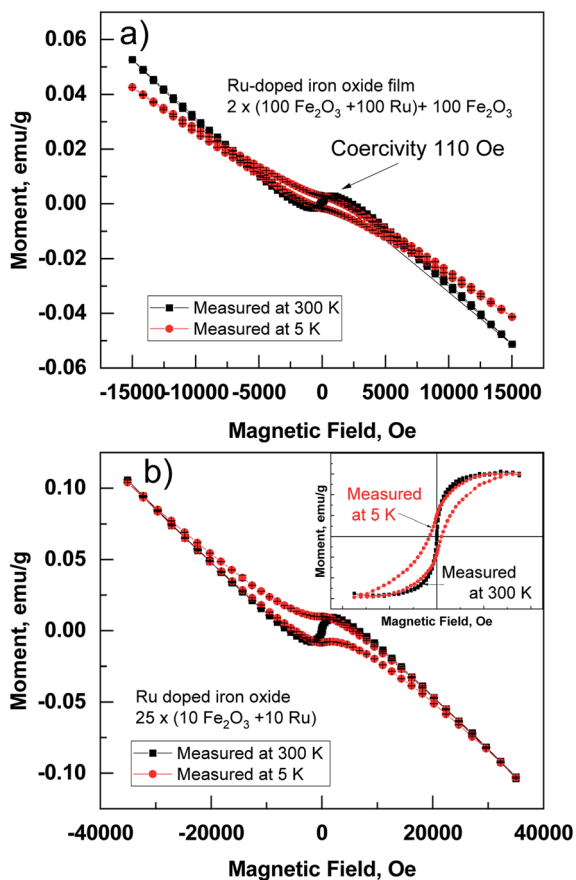 a)
0.06
0.04
0.02
0.00
-0.02
-0.04
-0.06
Moment, emu/g
Ru-doped iron oxide film
2 x (100 Fe2O3 +100 Ru)+ 100 Fe2O3
Coercivity 110 Oe
Measured at 300 K
Measured at 5 K
-15000 -10000 -5000 0 5000 10000 15000
Magnetic Field, Oe
b)
0.10
0.05
0.00
-0.05
-0.10
Moment, emu/g
Moment, emu/g
Measured
at 5 K
Measured
at 300 K
Magnetic Field, Oe
Ru doped iron oxide
25 x (10 Fe2O3 +10 Ru)
Measured at 300 K
Measured at 5 K
-40000 -20000 0 20000 40000
Magnetic Field, Oe